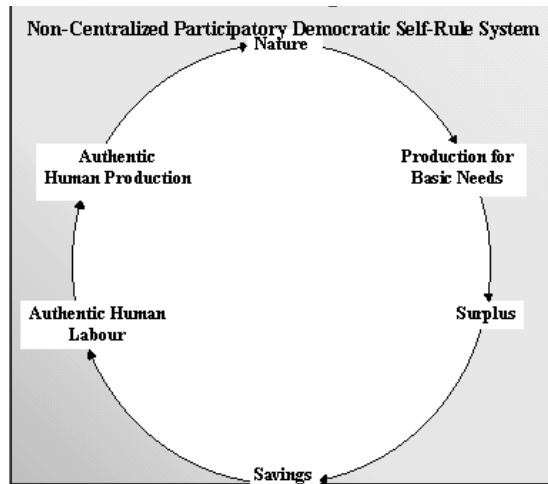 Non-Centralized Participatory Democratic Self-Rule System
Nature
Authentic
Human Production
Production for
Basic Needs
Authentic Human
Labour
Surplus
Savings